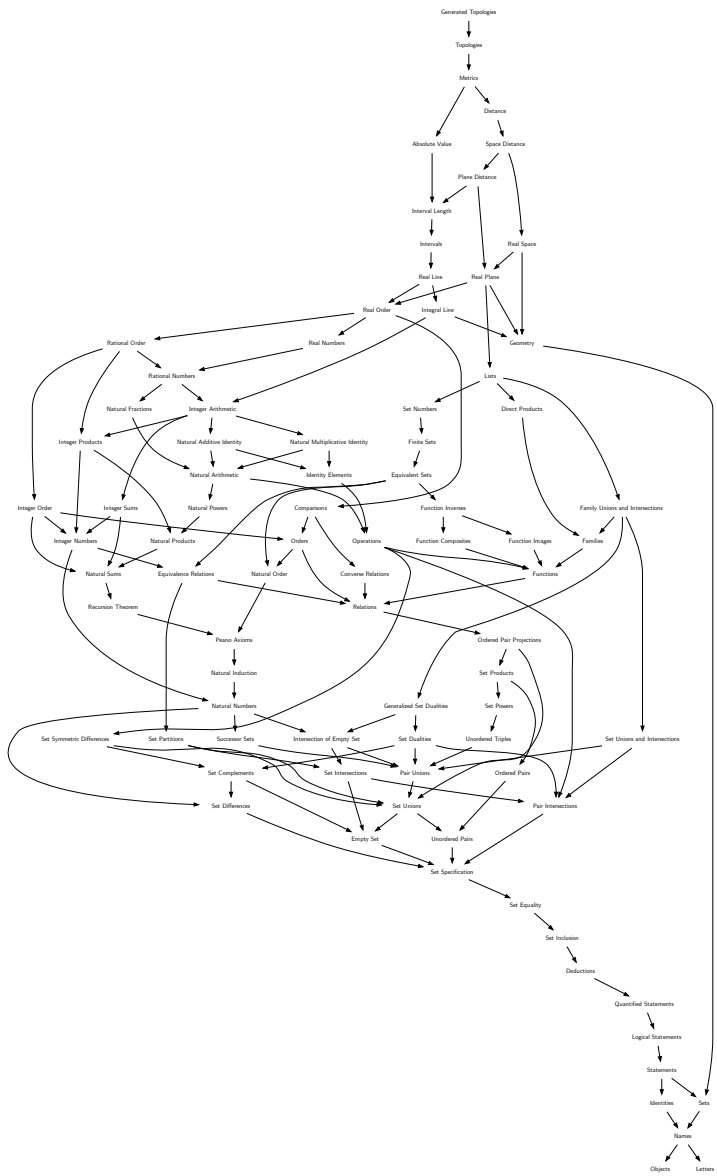 Generated Topologies
Topologies
Metrics
Distance
Absolute Value
Space Distance
Plane Distance
Interval Length
Intervals
Real Space
Real Line
Real Plane
Real Order
Integral Line
Rational Order
Real Numbers
Geometry
Rational Numbers
Lists
Natural Fractions
Integer Arithmetic
Set Numbers
Direct Products
Integer Products
Natural Additive Identity
Natural Multiplicative Identity
Finite Sets
Natural Arithmetic
Identity Elements
Equivalent Sets
Integer Order
Integer Sums
Natural Powers
Comparisons
Function Inverses
Family Unions and Intersections
Integer Numbers
Natural Products
Orders
Operations
Function Composites
Function Images
Families
Natural Sums
Equivalence Relations
Natural Order
Converse Relations
Functions
Recursion Theorem
Relations
Peano Axioms
Ordered Pair Projections
Natural Induction
Set Products
Natural Numbers
Generalized Set Dualities
Set Powers
Set Symmetric Differences
Set Partitions
Successor Sets
Intersection of Empty Set
Set Dualities
Unordered Triples
Set Unions and Intersections
Set Complements
Set Intersections
Pair Unions
Ordered Pairs
Set Differences
Set Unions
Pair Intersections
Empty Set
Unordered Pairs
Set Specification
Set Equality
Set Inclusion
Deductions
Quantified Statements
Logical Statements
Statements
Identities
Sets
Names
Objects
Letters